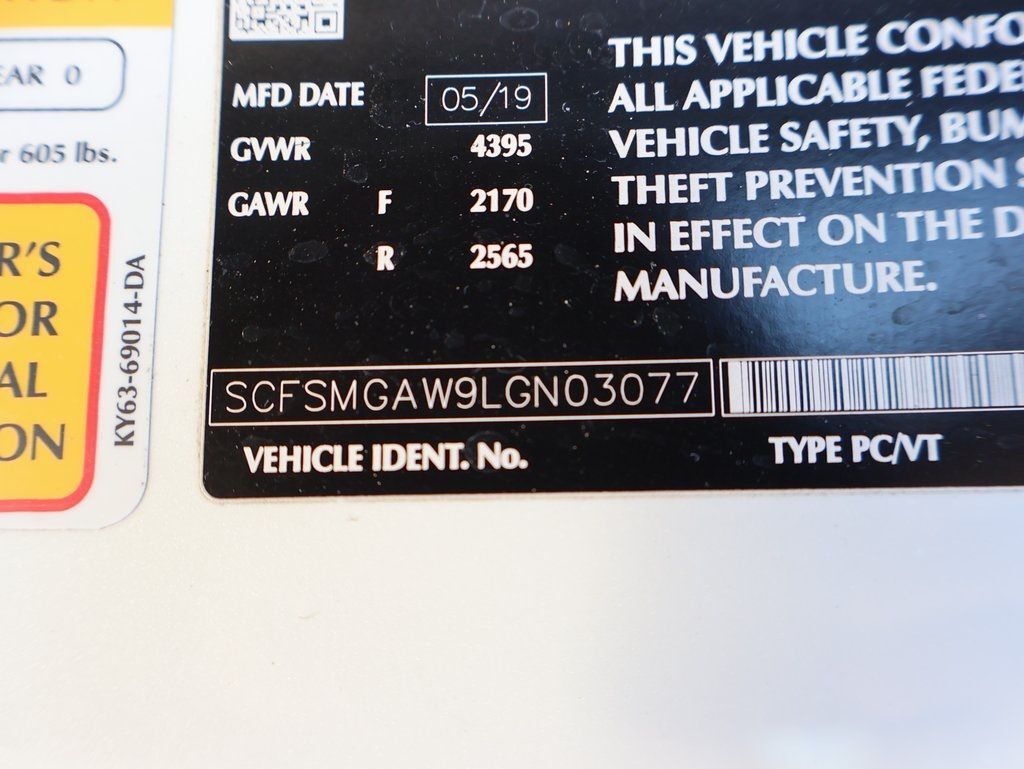 EAR 0
r 605 lbs.
R'S
OR
AL
ON
KY63-69014-DA
MFD DATE 05/19
GVWR 4395
GAWR F 2170
R 2565
THIS VEHICLE CONFO
ALL APPLICABLE FEDE
VEHICLE SAFETY, BUM
THEFT PREVENTION S
IN EFFECT ON THE D
MANUFACTURE.
SCFSMGAW9LGN03077
VEHICLE IDENT. No.
TYPE PC/VT